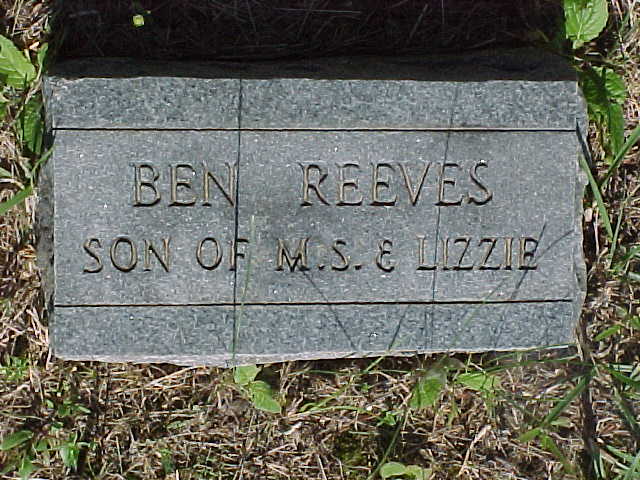 BEN REEVES
SON OF M.S. & LIZZIE